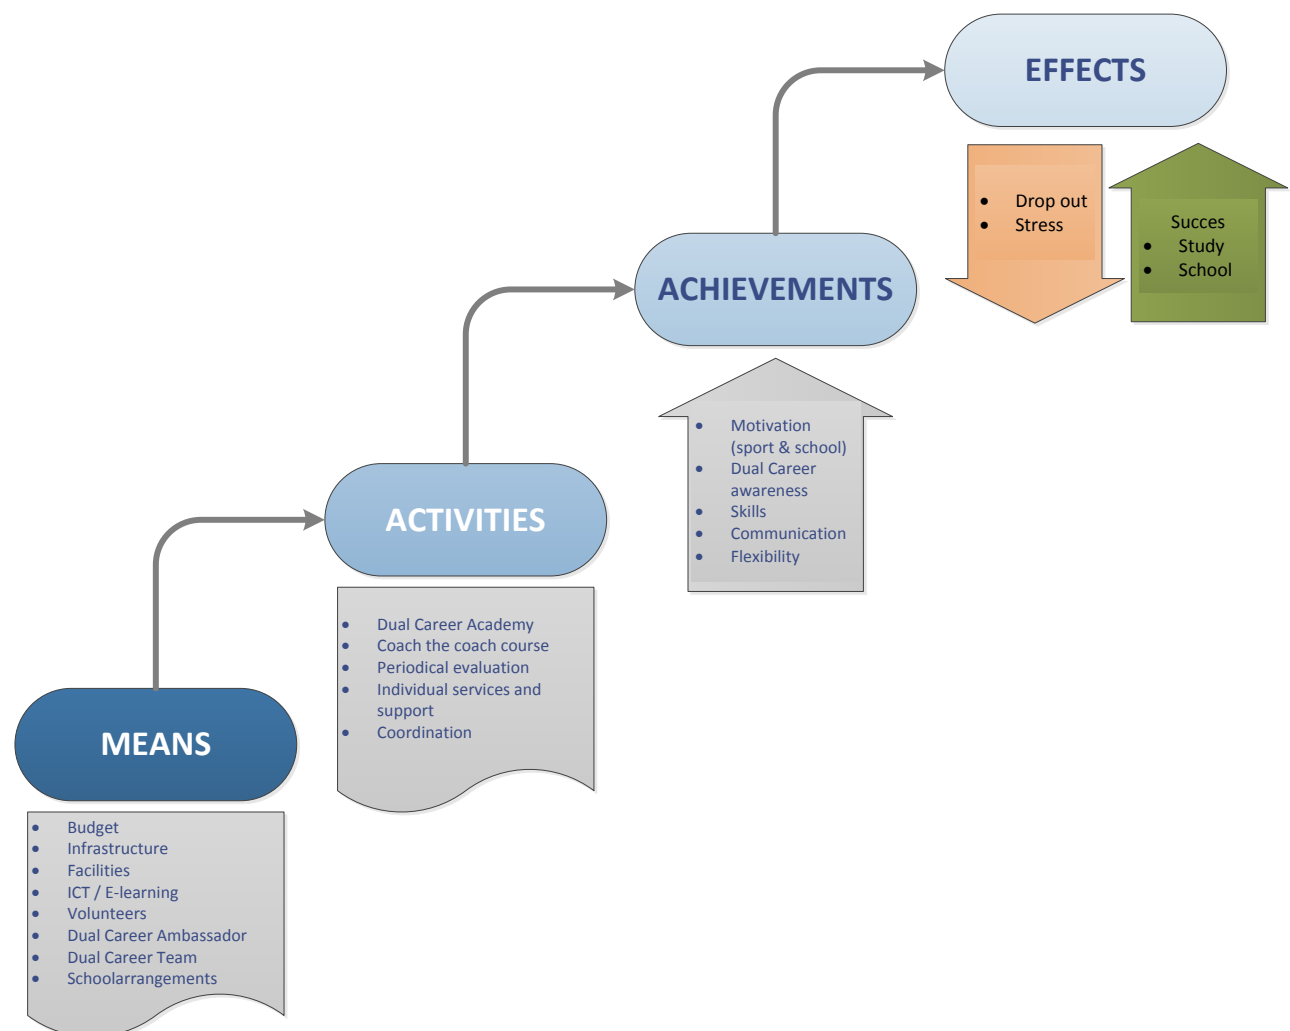 EFFECTS
• Drop out
• Stress
Succes
• Study
• School
ACHIEVEMENTS
• Motivation
(sport & school)
• Dual Career
awareness
• Skills
• Communication
• Flexibility
ACTIVITIES
• Dual Career Academy
• Coach the coach course
• Periodical evaluation
• Individual services and
support
• Coordination
MEANS
• Budget
• Infrastructure
• Facilities
• ICT / E-learning
• Volunteers
• Dual Career Ambassador
• Dual Career Team
• Schoolarrangements